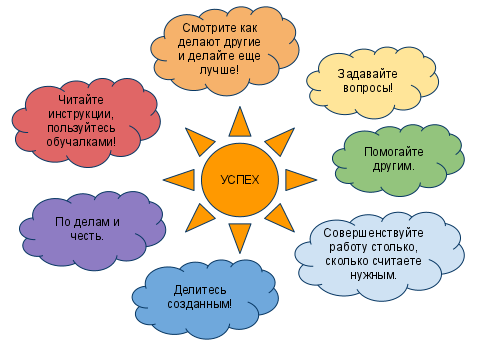 Смотрите как
делают другие
и делайте еще
лучше!
Задавайте
вопросы!
Читайте
инструкции,
пользуйтесь
обучалками!
Помогайте
другим.
УСПЕХ
По делам и
честь.
Совершенствуйте
работу столько,
сколько считаете
нужным.
Делитесь
созданным!